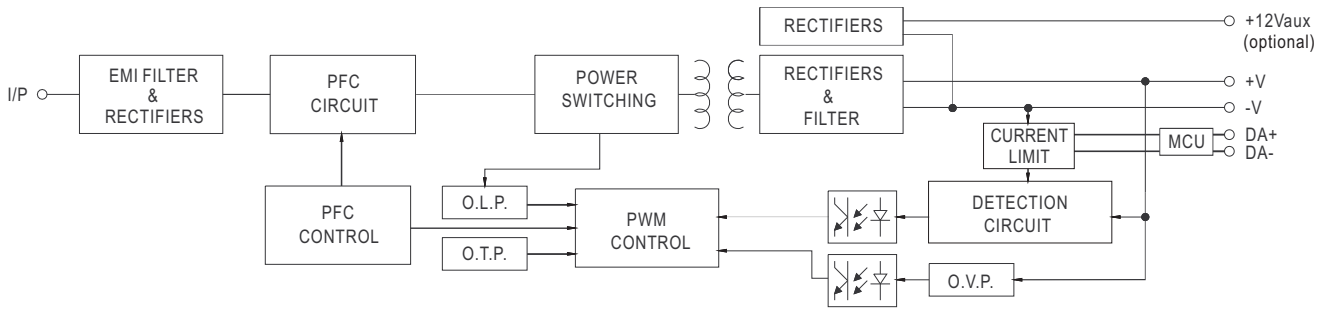 RECTIFIERS
+12Vaux
(optional)
I/P
EMI FILTER
&
RECTIFIERS
PFC
CIRCUIT
POWER
SWITCHING
RECTIFIERS
&
FILTER
+V
-V
CURRENT
LIMIT
MCU
DA+
DA-
PFC
CONTROL
O.L.P.
O.T.P.
PWM
CONTROL
DETECTION
CIRCUIT
O.V.P.